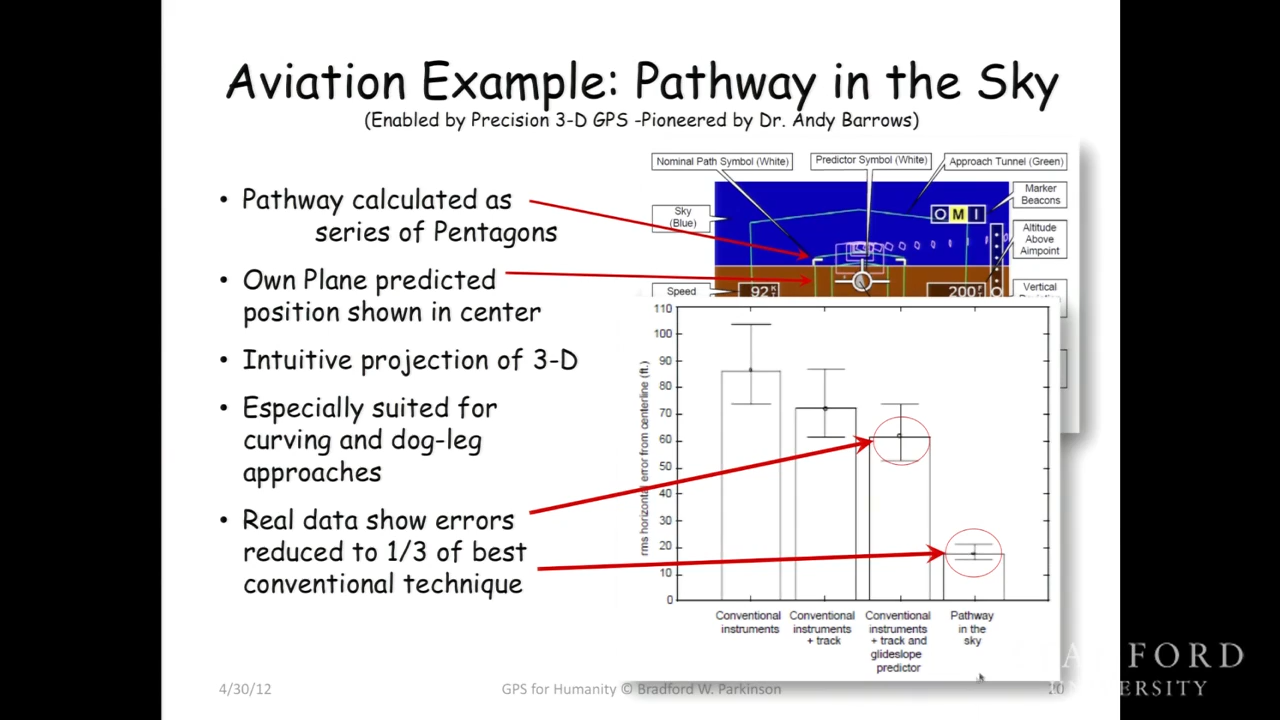 Aviation Example: Pathway in the Sky
(Enabled by Precision 3-D GPS -Pioneered by Dr. Andy Barrows)
• Pathway calculated as
series of Pentagons
• Own Plane predicted
position shown in center
• Intuitive projection of 3-D
• Especially suited for
curving and dog-leg
approaches
• Real data show errors
reduced to 1/3 of best
conventional technique
Nominal Path Symbol (White)
Predictor Symbol (White)
Approach Tunnel (Green)
Marker
Beacons
Sky
(Blue)
O M I
Altitude
Above
Aimpoint
Speed
92
200
Vertical
110
100
90
80
70
60
50
40
30
20
10
0
rms horizontal error from centerline (ft.)
Conventional
instruments
Conventional
instruments
+ track
Conventional
instruments
+ track and
glideslope
predictor
Pathway
in the
sky
4/30/12
GPS for Humanity © Bradford W. Parkinson